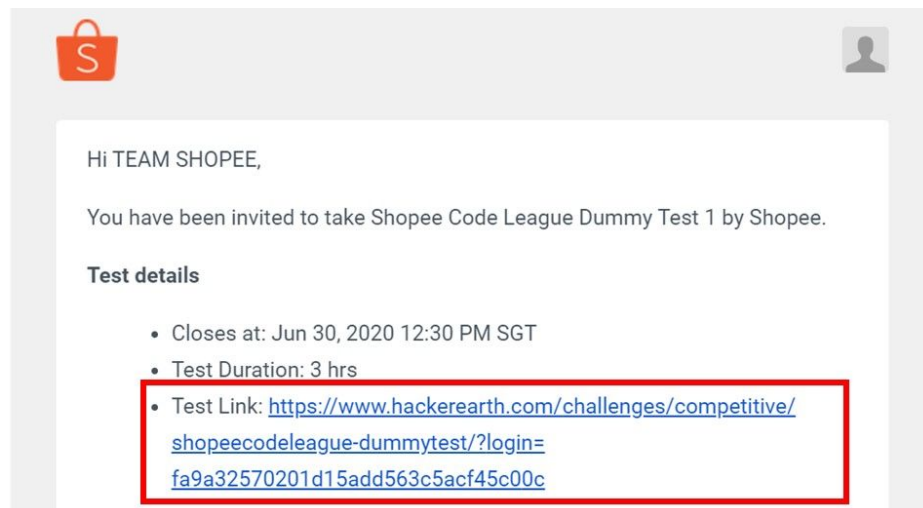 S
Hi TEAM SHOPEE,
You have been invited to take Shopee Code League Dummy Test 1 by Shopee.
Test details
• Closes at: Jun 30, 2020 12:30 PM SGT
• Test Duration: 3 hrs
• Test Link: https://www.hackerearth.com/challenges/competitive/
shopeecodeleague-dummytest/?login=
fa9a32570201d15add563c5acf45c00c